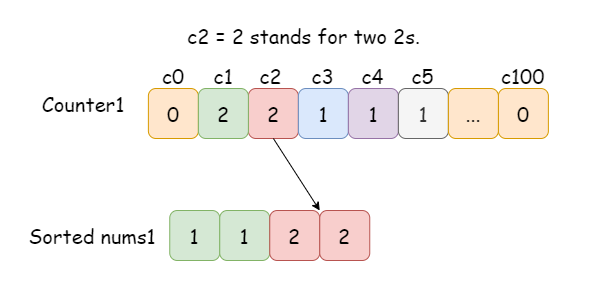 c2 = 2 stands for two 2s.
c0 c1 c2 c3 c4 c5 c100
Counter1 0 2 2 1 1 1 ... 0
Sorted nums1 1 1 2 2